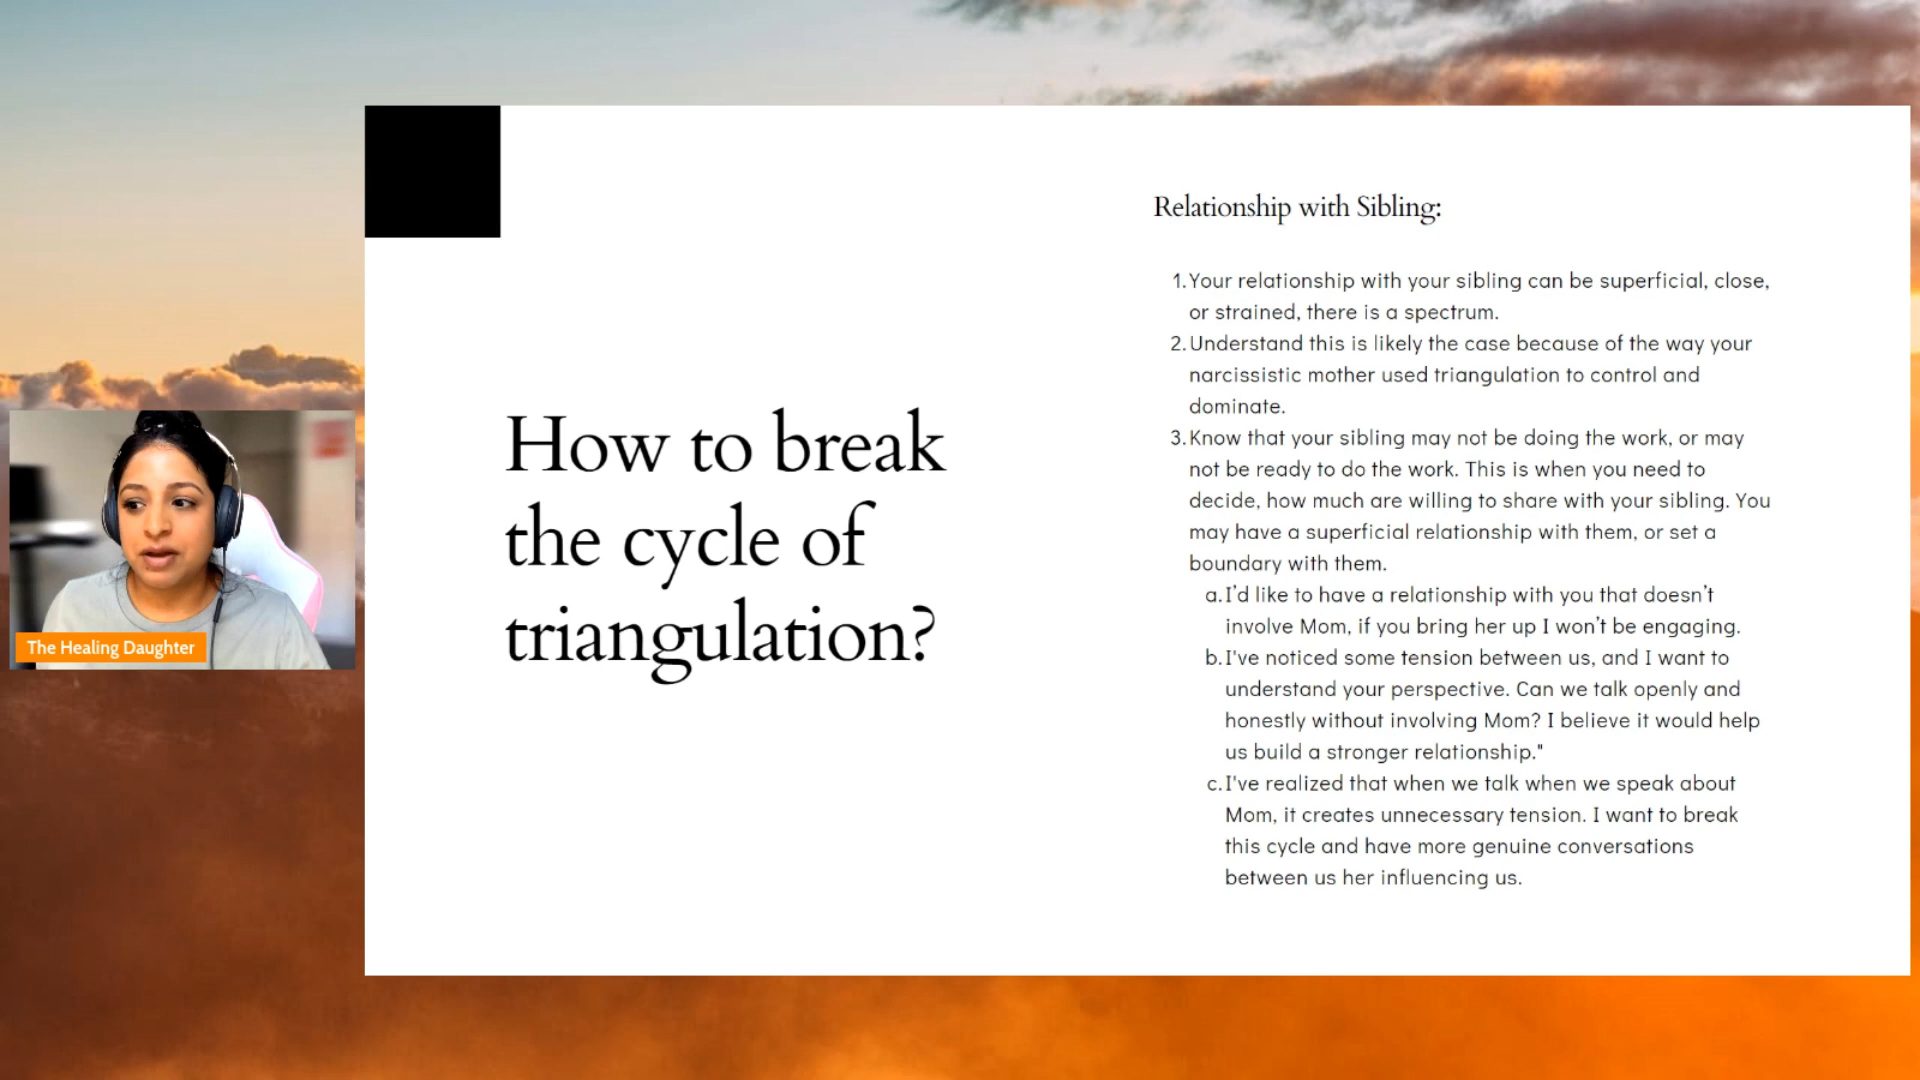 How to break
the cycle of
triangulation?
Relationship with Sibling:
1. Your relationship with your sibling can be superficial, close,
or strained, there is a spectrum.
2. Understand this is likely the case because of the way your
narcissistic mother used triangulation to control and
dominate.
3. Know that your sibling may not be doing the work, or may
not be ready to do the work. This is when you need to
decide, how much are willing to share with your sibling. You
may have a superficial relationship with them, or set a
boundary with them.
a. I’d like to have a relationship with you that doesn’t
involve Mom, if you bring her up I won’t be engaging.
b. I've noticed some tension between us, and I want to
understand your perspective. Can we talk openly and
honestly without involving Mom? I believe it would help
us build a stronger relationship."
c. I've realized that when we talk when we speak about
Mom, it creates unnecessary tension. I want to break
this cycle and have more genuine conversations
between us her influencing us.
The Healing Daughter